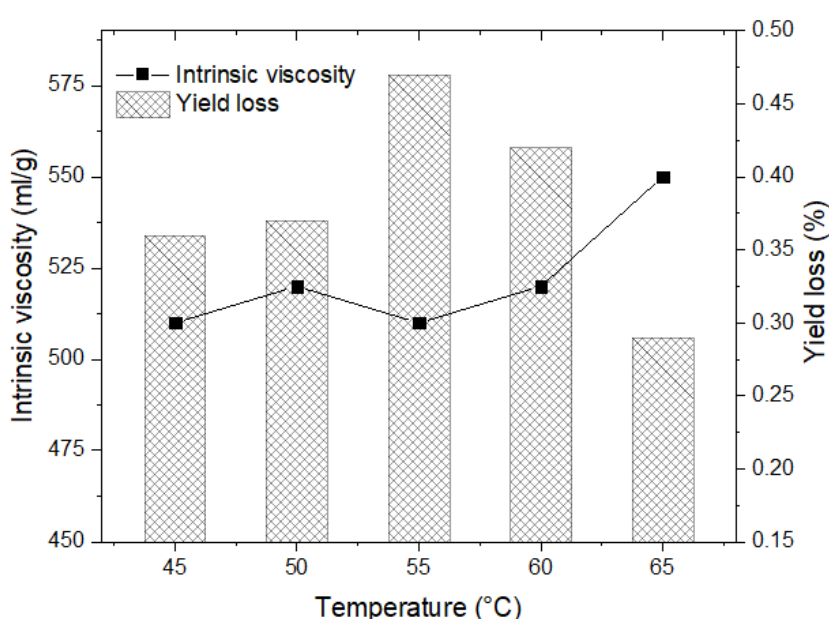 Intrinsic viscosity
Yield loss
Intrinsic viscosity (ml/g)
575
550
525
500
475
450
Yield loss (%)
0.50
0.45
0.40
0.35
0.30
0.25
0.20
0.15
45 50 55 60 65
Temperature (°C)